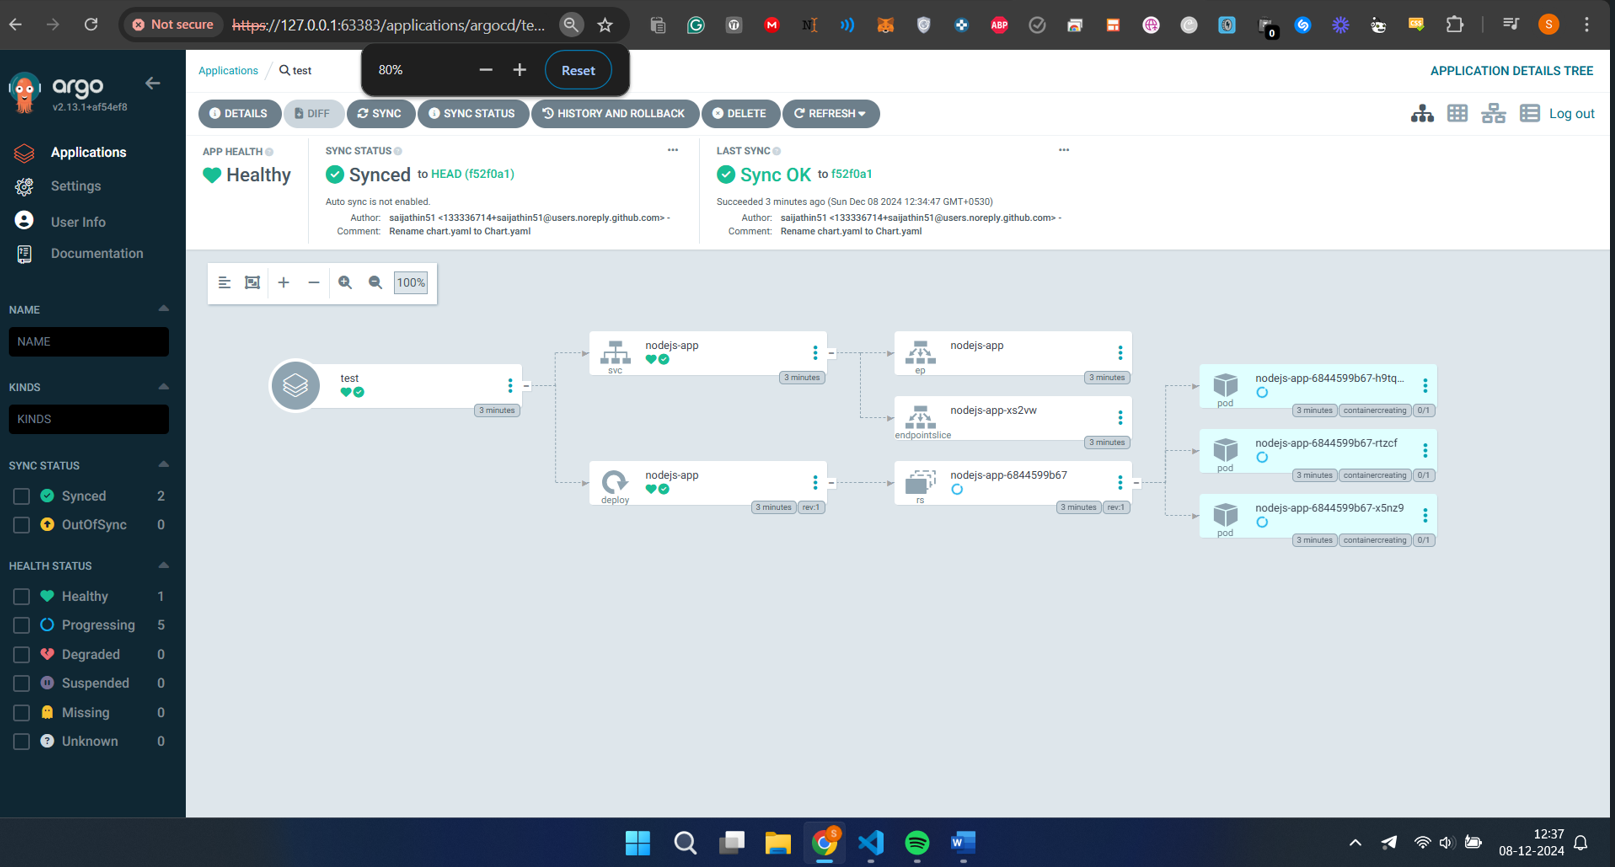 Not secure
https://127.0.0.1:63383/applications/argocd/te...
ABP
0
S
80%
Reset
argo
v2.13.1+af54ef8
Applications
Settings
User Info
Documentation
NAME
NAME
KINDS
KINDS
SYNC STATUS
Synced 2
OutOfSync 0
HEALTH STATUS
Healthy 1
Progressing 5
Degraded 0
Suspended 0
Missing 0
Unknown 0
Applications / test
APPLICATION DETAILS TREE
DETAILS DIFF SYNC SYNC STATUS HISTORY AND ROLLBACK DELETE REFRESH
Log out
APP HEALTH
Healthy
SYNC STATUS
Synced to HEAD (f52f0a1)
Auto sync is not enabled.
Author: saijathin51 <133336714+saijathin51@users.noreply.github.com> -
Comment: Rename chart.yaml to Chart.yaml
LAST SYNC
Sync OK to f52f0a1
Succeeded 3 minutes ago (Sun Dec 08 2024 12:34:47 GMT+0530)
Author: saijathin51 <133336714+saijathin51@users.noreply.github.com> -
Comment: Rename chart.yaml to Chart.yaml
100%
test
3 minutes
nodejs-app
svc
3 minutes
nodejs-app
deploy
3 minutes rev:1
nodejs-app
ep
3 minutes
nodejs-app-xs2vw
endpointslice
3 minutes
nodejs-app-6844599b67
rs
3 minutes rev:1
nodejs-app-6844599b67-h9tq...
pod
3 minutes containercreating 0/1
nodejs-app-6844599b67-rtzcf
pod
3 minutes containercreating 0/1
nodejs-app-6844599b67-x5nz9
pod
3 minutes containercreating 0/1
12:37
08-12-2024